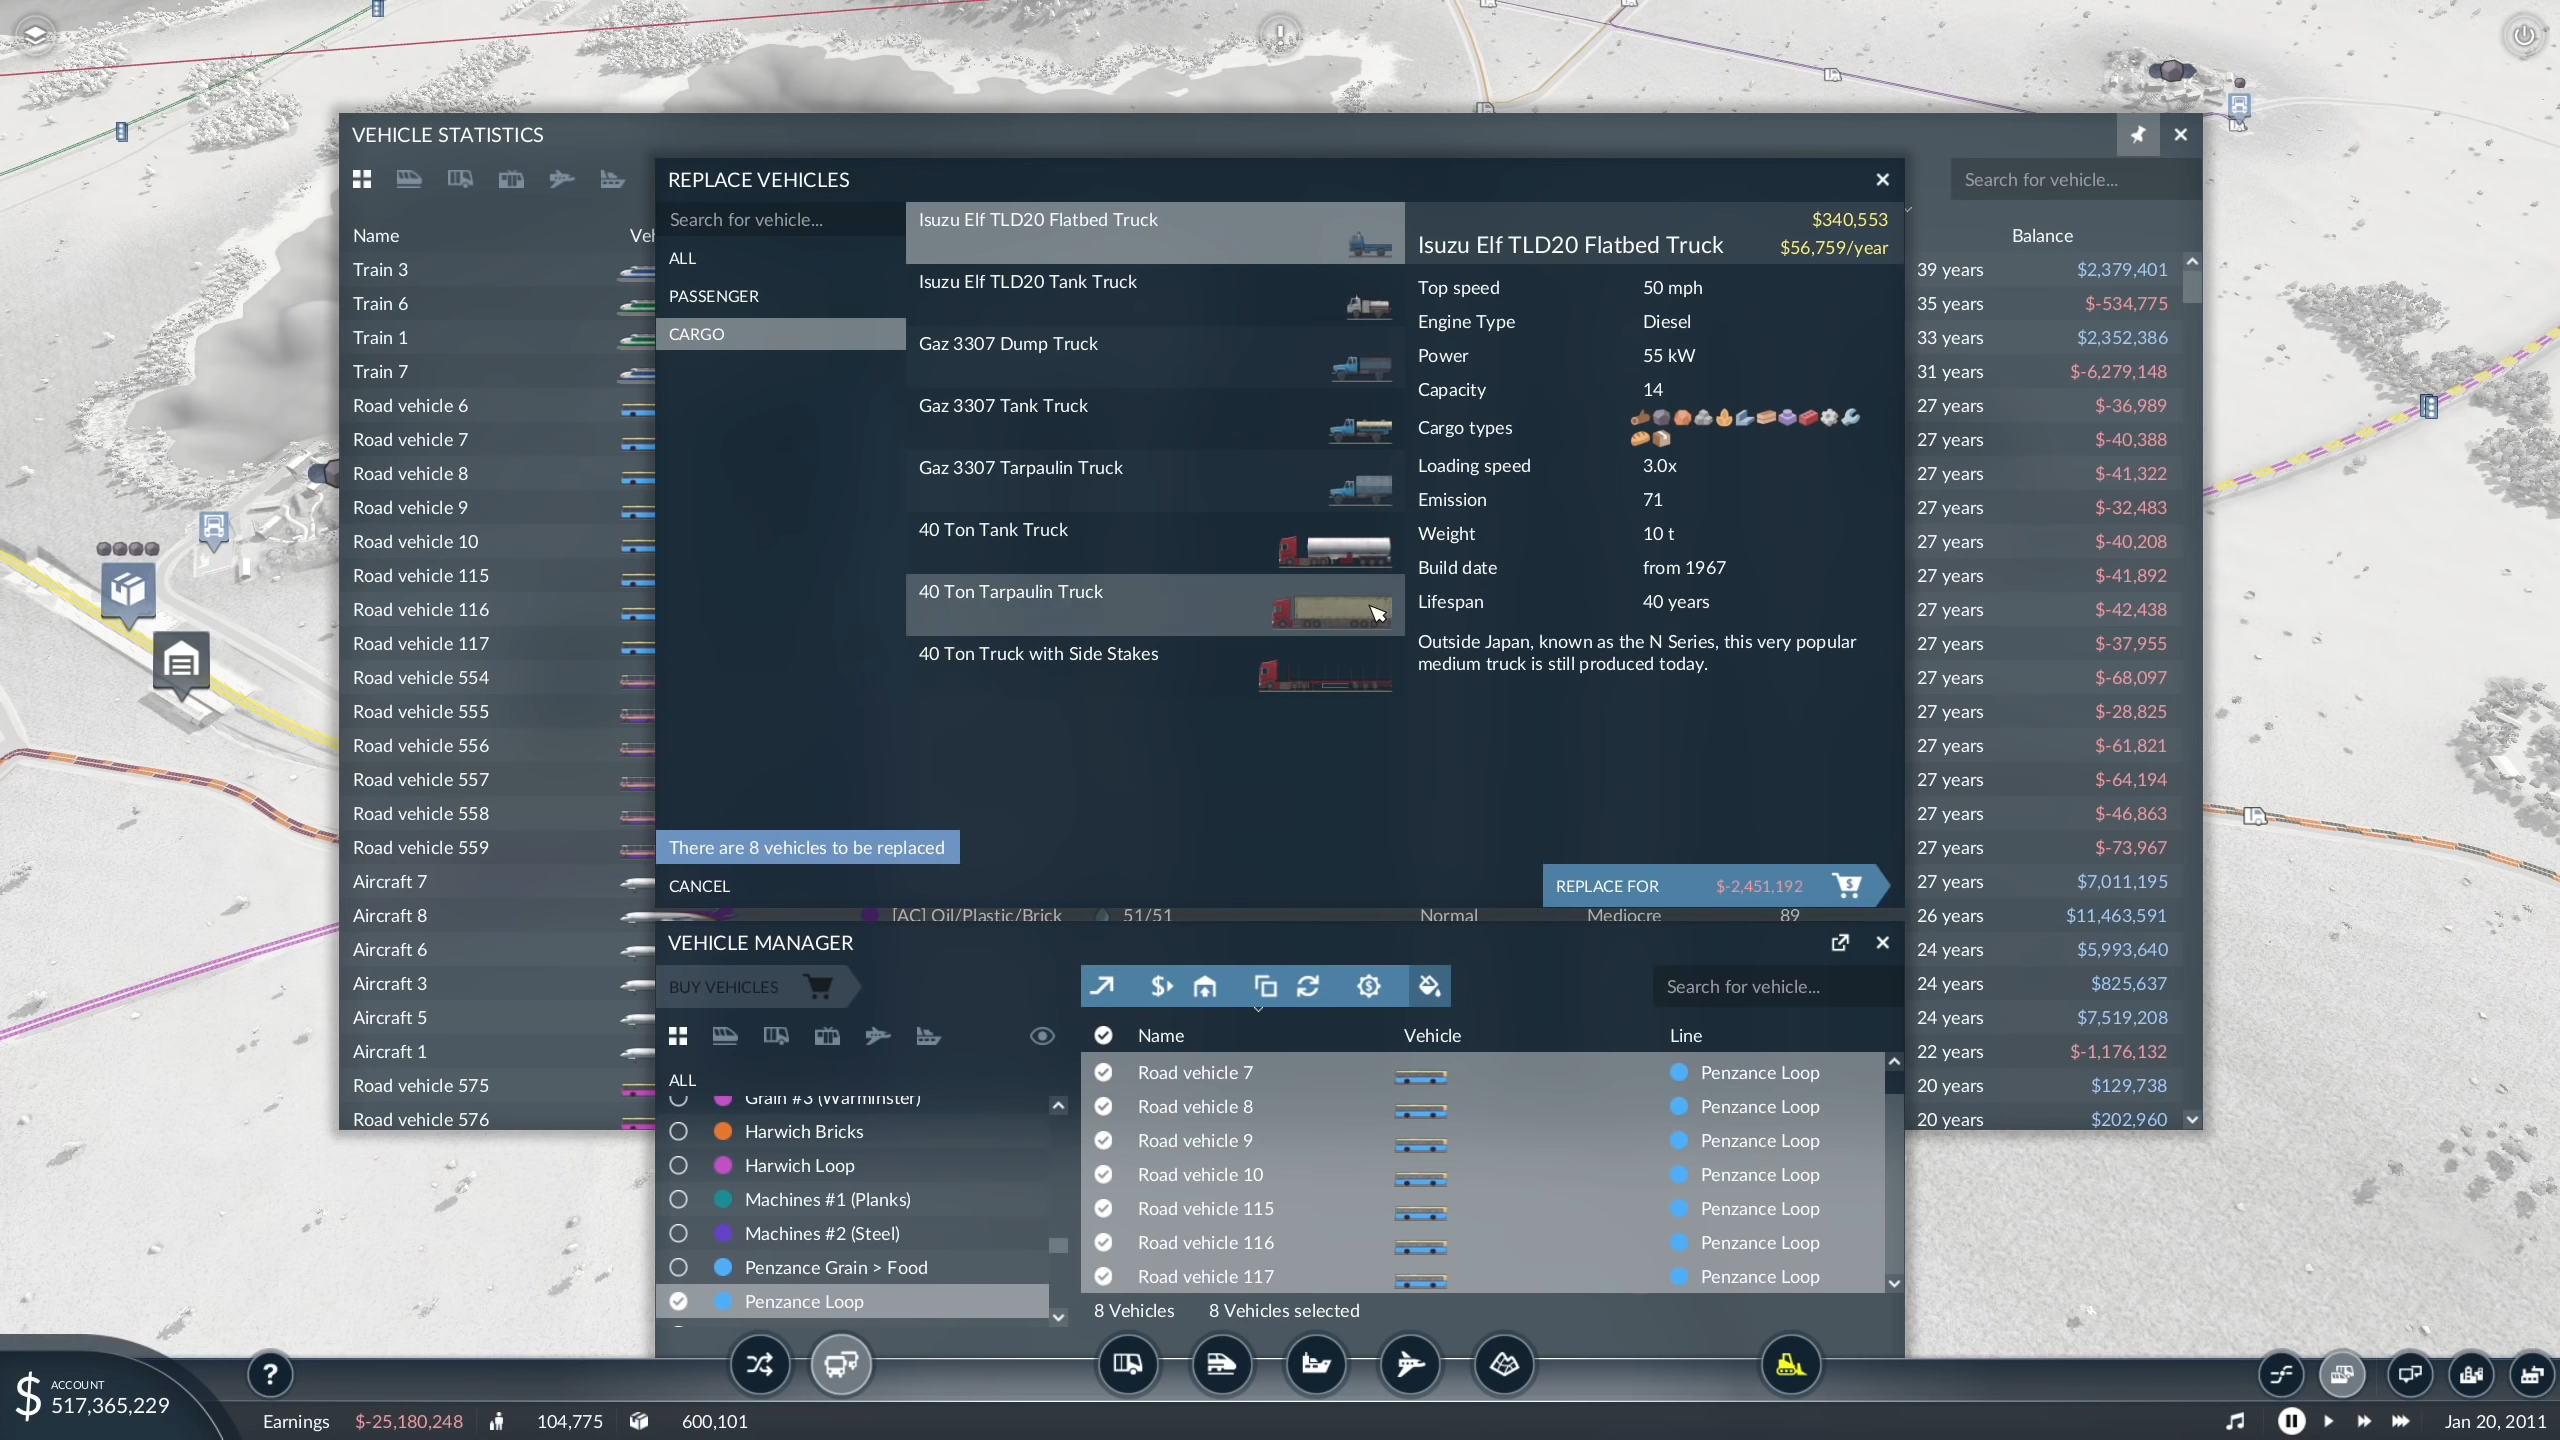 VEHICLE STATISTICS
Search for vehicle...
Name
Veh
Balance
Train 3
39 years
$2,379,401
Train 6
35 years
$-534,775
Train 1
33 years
$2,352,386
Train 7
31 years
$-6,279,148
Road vehicle 6
27 years
$-36,989
Road vehicle 7
27 years
$-40,388
Road vehicle 8
27 years
$-41,322
Road vehicle 9
27 years
$-32,483
Road vehicle 10
27 years
$-40,208
Road vehicle 115
27 years
$-41,892
Road vehicle 116
27 years
$-42,438
Road vehicle 117
27 years
$-37,955
Road vehicle 554
27 years
$-68,097
Road vehicle 555
27 years
$-28,825
Road vehicle 556
27 years
$-61,821
Road vehicle 557
27 years
$-64,194
Road vehicle 558
27 years
$-46,863
Road vehicle 559
27 years
$-73,967
Aircraft 7
27 years
$7,011,195
Aircraft 8
[AC] Oil/Plastic/Brick
51/51
Normal
Mediocre
89
26 years
$11,463,591
Aircraft 6
24 years
$5,993,640
Aircraft 3
24 years
$825,637
Aircraft 5
24 years
$7,519,208
Aircraft 1
22 years
$-1,176,132
Road vehicle 575
20 years
$129,738
Road vehicle 576
20 years
$202,960
REPLACE VEHICLES
Search for vehicle...
ALL
PASSENGER
CARGO
Isuzu Elf TLD20 Flatbed Truck
Isuzu Elf TLD20 Tank Truck
Gaz 3307 Dump Truck
Gaz 3307 Tank Truck
Gaz 3307 Tarpaulin Truck
40 Ton Tank Truck
40 Ton Tarpaulin Truck
40 Ton Truck with Side Stakes
$340,553
Isuzu Elf TLD20 Flatbed Truck
$56,759/year
Top speed 50 mph
Engine Type Diesel
Power 55 kW
Capacity 14
Cargo types
Loading speed 3.0x
Emission 71
Weight 10 t
Build date from 1967
Lifespan 40 years
Outside Japan, known as the N Series, this very popular
medium truck is still produced today.
There are 8 vehicles to be replaced
CANCEL
REPLACE FOR $-2,451,192
VEHICLE MANAGER
BUY VEHICLES
Search for vehicle...
ALL
Grain #3 (Warminster)
Harwich Bricks
Harwich Loop
Machines #1 (Planks)
Machines #2 (Steel)
Penzance Grain > Food
Penzance Loop
Name Vehicle Line
Road vehicle 7 Penzance Loop
Road vehicle 8 Penzance Loop
Road vehicle 9 Penzance Loop
Road vehicle 10 Penzance Loop
Road vehicle 115 Penzance Loop
Road vehicle 116 Penzance Loop
Road vehicle 117 Penzance Loop
8 Vehicles 8 Vehicles selected
ACCOUNT
$ 517,365,229
?
Earnings $-25,180,248 104,775 600,101
Jan 20, 2011